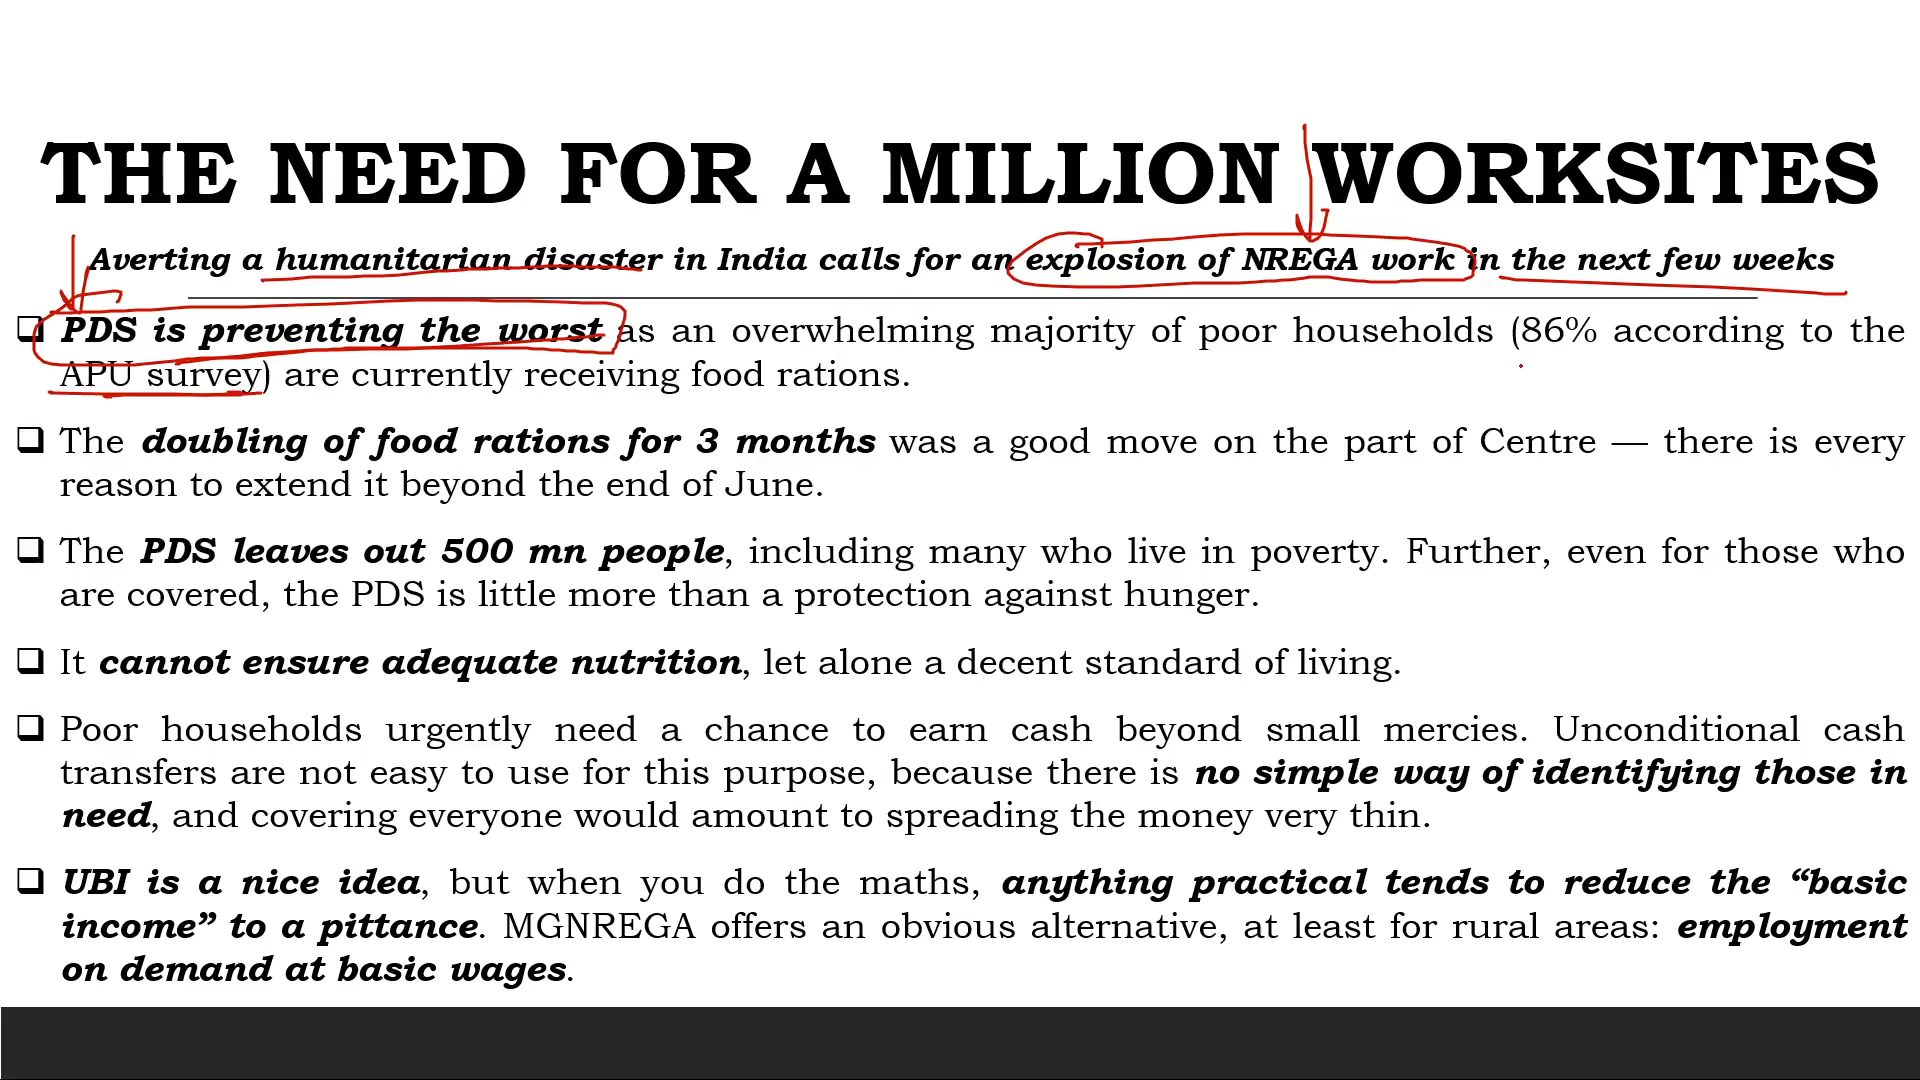 THE NEED FOR A MILLION WORKSITES
Averting a humanitarian disaster in India calls for an explosion of NREGA work in the next few weeks
❑ PDS is preventing the worst as an overwhelming majority of poor households (86% according to the
APU survey) are currently receiving food rations.
❑ The doubling of food rations for 3 months was a good move on the part of Centre — there is every
reason to extend it beyond the end of June.
❑ The PDS leaves out 500 mn people, including many who live in poverty. Further, even for those who
are covered, the PDS is little more than a protection against hunger.
❑ It cannot ensure adequate nutrition, let alone a decent standard of living.
❑ Poor households urgently need a chance to earn cash beyond small mercies. Unconditional cash
transfers are not easy to use for this purpose, because there is no simple way of identifying those in
need, and covering everyone would amount to spreading the money very thin.
❑ UBI is a nice idea, but when you do the maths, anything practical tends to reduce the “basic
income” to a pittance. MGNREGA offers an obvious alternative, at least for rural areas: employment
on demand at basic wages.